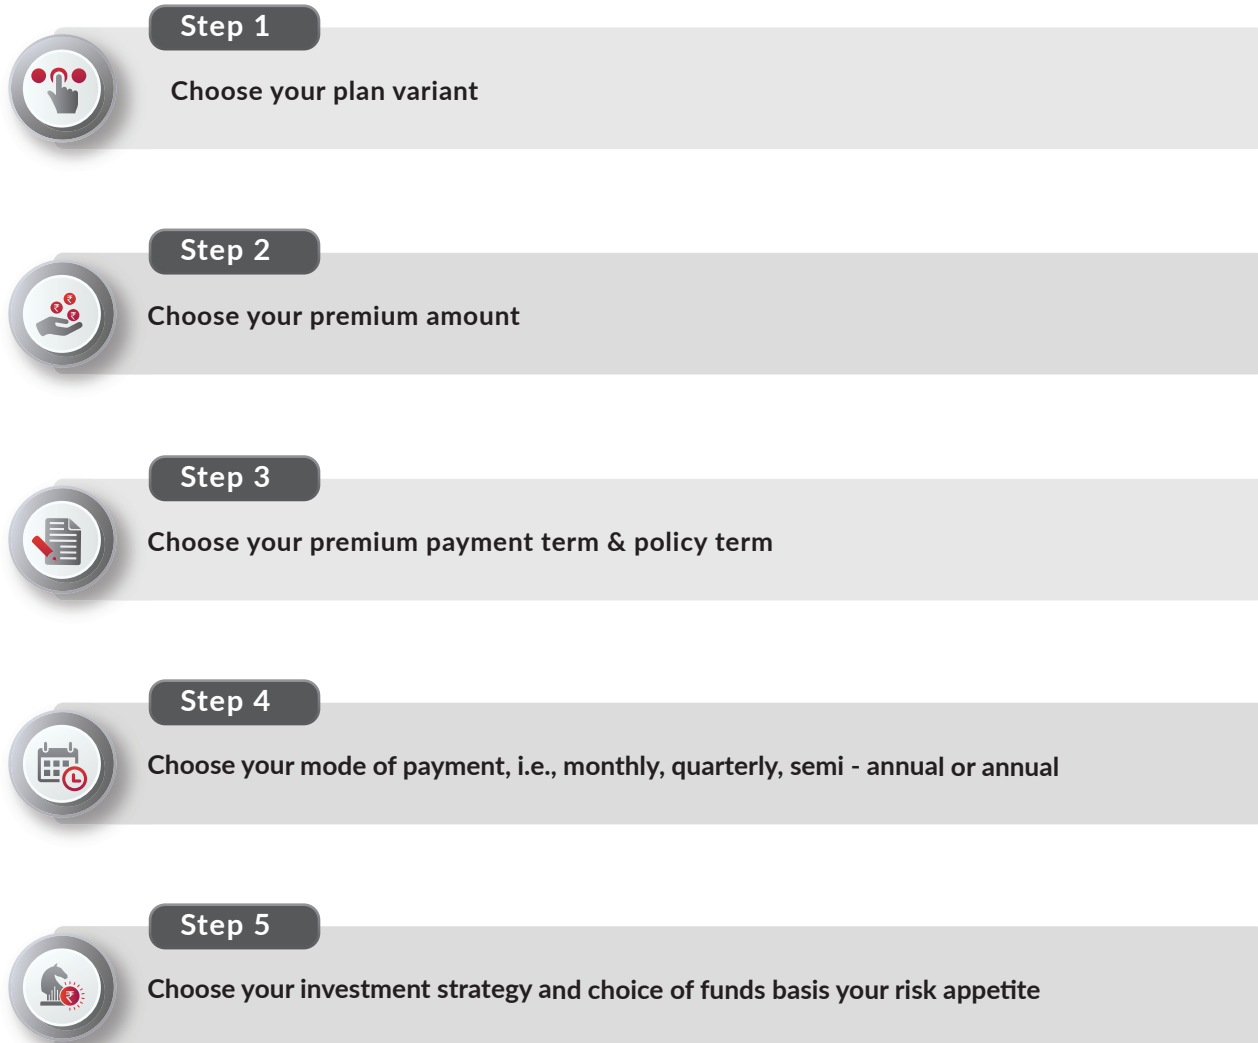 Step 1
Choose your plan variant
Step 2
Choose your premium amount
Step 3
Choose your premium payment term & policy term
Step 4
Choose your mode of payment, i.e., monthly, quarterly, semi - annual or annual
Step 5
Choose your investment strategy and choice of funds basis your risk appetite